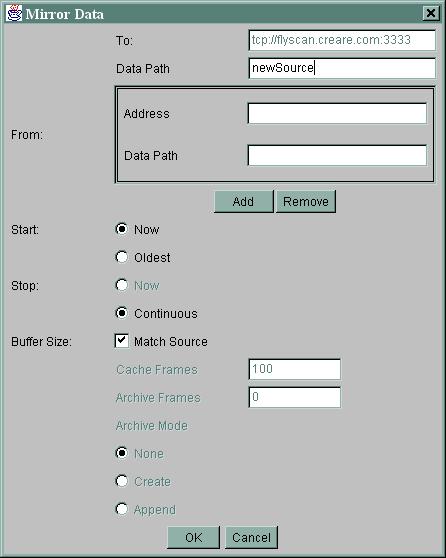 Mirror Data
To: tcp://flyscan.creare.com:3333
Data Path newSource
Address
From:
Data Path
Add Remove
Start: Now
Oldest
Stop: Now
Continuous
Buffer Size: Match Source
Cache Frames 100
Archive Frames 0
Archive Mode
None
Create
Append
OK Cancel